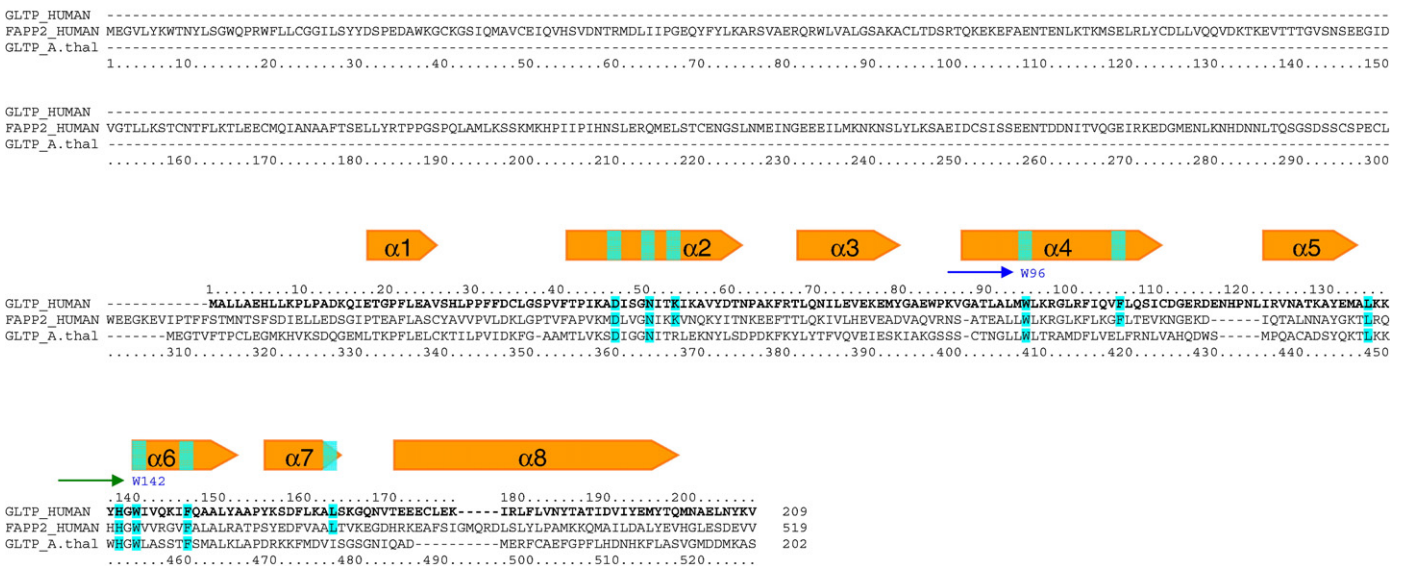 GLTP_HUMAN ------------------------------------------------------------------------------------------------------------------------------------------------------
FAPP2_HUMAN MEGVLYKWTNYLSGWQPRWFLLCGGILSYYDSPEDAWKGCKGSIQMAVCEIQVHSVDNTRMDLIIPGEQYFYLKARSVAERQRWLVALGSAKACLTDSRTQKEKEFAENTENLKTKMSELRLYCDLLVQQVDKTKEVTTTGVSNSEEGID
GLTP_A.thal ------------------------------------------------------------------------------------------------------------------------------------------------------
1.......10........20........30........40........50........60........70........80........90.......100.......110.......120.......130.......140.......150
GLTP_HUMAN ------------------------------------------------------------------------------------------------------------------------------------------------------
FAPP2_HUMAN VGTLLKSTCNTFLKTLEECMQIANAAFTSELLYRTPPGSPQLAMLKSSKMKHPIIPIHNSLERQMELSTCENGSLNMEINGEEEILMKNKNSLYLKSAEIDCSISSEENTDDNITVQGEIRKEDGMENLKNHDNNLTQSGSDSSCSPECL
GLTP_A.thal ------------------------------------------------------------------------------------------------------------------------------------------------------
.......160.......170.......180.......190.......200.......210.......220.......230.......240.......250.......260.......270.......280.......290.......300
α1 α2 α3 α4 α5
W96
1.......10........20........30........40........50........60........70........80........90.......100.......110.......120.......130......
GLTP_HUMAN ------------MALLAEHLLKPLPADKQIETGPFLEAVSHLPPFFDCLGSPVFTPIKADISGNITKIKAVYDTNPAKFRTLQNILEVEKEMYGAEWPKVGATLALMWLKRGLRFIQVFLQSICDGERDENHPNLIRVNATKAYEMALKK
FAPP2_HUMAN WEEGKEVIPTFFSTMNTSFSDIELLEDSGIPTEAFLASCYAVVPVLDKLGPTVFAPVKMDLVGNIKKVNQKYITNKEEFTTLQKIVLHEVEADVAQVRNS-ATEALLWLKRGLKFLKGFLTEVKNGEKD------IQTALNNAYGKTLRQ
GLTP_A.thal -------MEGTVFTPCLEGMKHVKSDQGEMLTKPFLELCKTILPVIDKFG-AAMTLVKSDIGGNITRLEKNYLSDPDKFKYLYTFVQVEIESKIAKGSSSC-CTNGLLWLTRAMDFLVELFRNLVAHQDWS-----MPQACADSYQKTLKK
.......310.......320.......330.......340.......350.......360.......370.......380.......390.......400.......410.......420.......430.......440.......450
α6 α7 α8
W142
.140.......150.......160.......170............180.......190.......200........
GLTP_HUMAN YHGWIVQKIFQAALYAAPYKSDFLKALSKGQNVTEEECLEK-----IRLFLVNYTATIDVIYEMYTQMNAELNYKV 209
FAPP2_HUMAN HHGWVVRGVFALALRATPSYEDFVAALTVKEGDHRKEAFSIGMQRDLSLYLPAMKKQMAILDALYEVHGLESDEVV 519
GLTP_A.thal WHGWLASSTFSMALKLAPDRKKFMDVISGSGNIQAD----------MERFCAEFGPFLHDNHKFLASVGMDDMKAS 202
.......460.......470.......480.......490.......500.......510.......520......